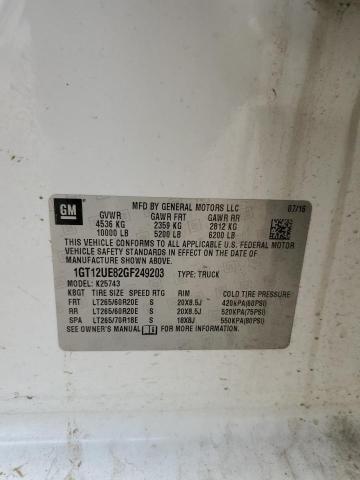 GM
MFD BY GENERAL MOTORS LLC 07/16
GVWR GAWR FRT GAWR RR
4536 KG 2359 KG 2812 KG
10000 LB 5200 LB 6200 LB
THIS VEHICLE CONFORMS TO ALL APPLICABLE U.S. FEDERAL MOTOR
VEHICLE SAFETY STANDARDS IN EFFECT ON THE DATE OF
MANUFACTURE SHOWN ABOVE.
1GT12UE82GF249203 TYPE: TRUCK
MODEL: K25743
KBGT TIRE SIZE SPEED RTG RIM COLD TIRE PRESSURE
FRT LT265/60R20E S 20X8.5J 420KPA(60PSI)
RR LT265/60R20E S 20X8.5J 520KPA(75PSI)
SPA LT265/70R18E S 18X8J 550KPA(80PSI)
SEE OWNER'S MANUAL FOR ADDITIONAL INFORMATION.